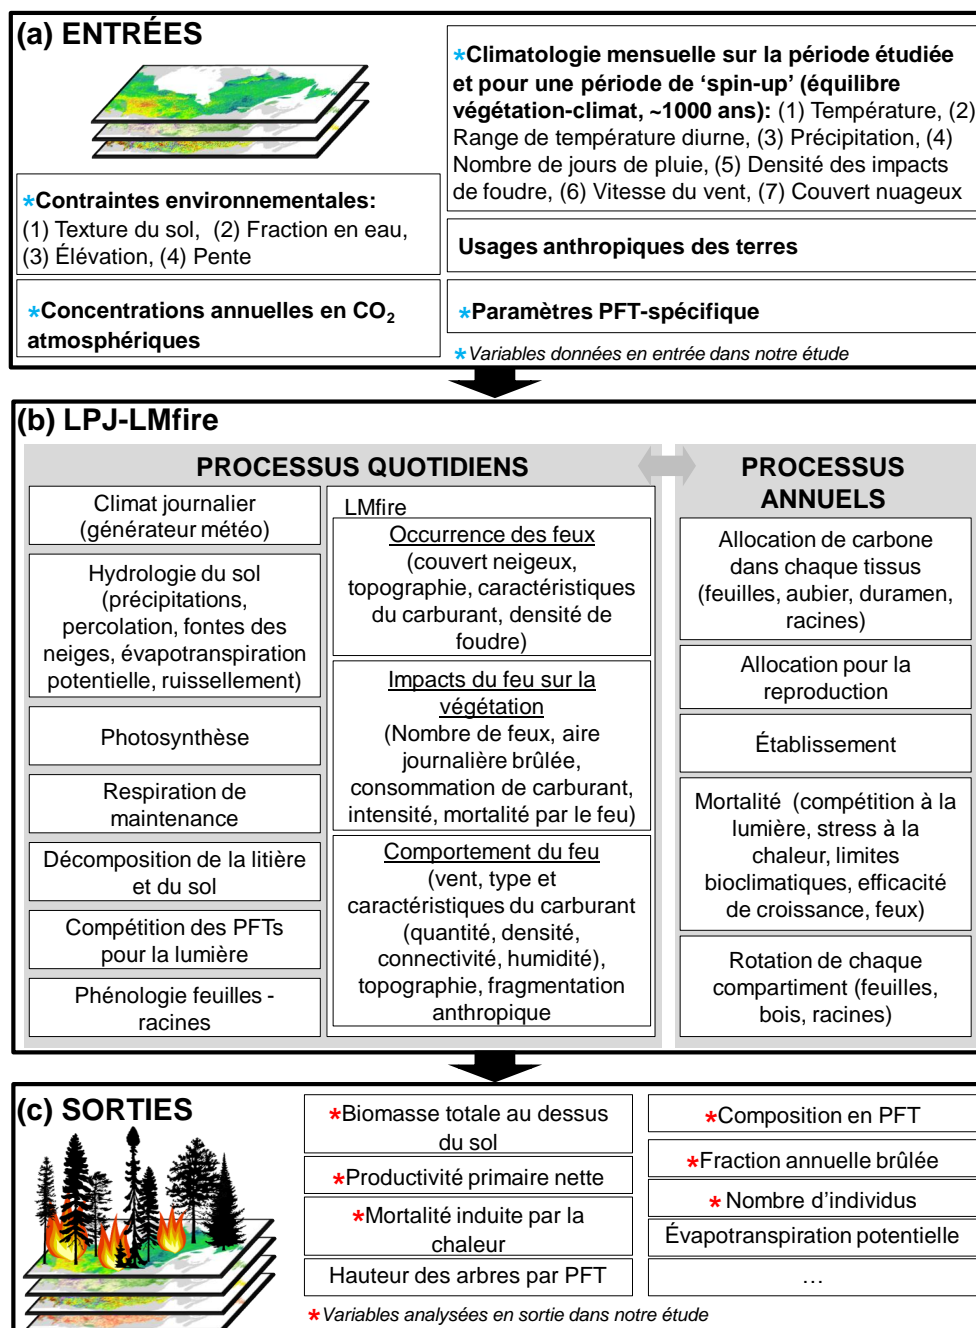 (a) ENTRÉES
*Contraintes environnementales:
(1) Texture du sol, (2) Fraction en eau,
(3) Élévation, (4) Pente
*Concentrations annuelles en CO₂
atmosphériques
*Climatologie mensuelle sur la période étudiée
et pour une période de ‘spin-up’ (équilibre
végétation-climat, ~1000 ans): (1) Température, (2)
Range de température diurne, (3) Précipitation, (4)
Nombre de jours de pluie, (5) Densité des impacts
de foudre, (6) Vitesse du vent, (7) Couvert nuageux
Usages anthropiques des terres
*Paramètres PFT-spécifique
*Variables données en entrée dans notre étude
(b) LPJ-LMfire
PROCESSUS QUOTIDIENS
Climat journalier
(générateur météo)
Hydrologie du sol
(précipitations,
percolation, fontes des
neiges, évapotranspiration
potentielle, ruissellement)
Photosynthèse
Respiration de
maintenance
Décomposition de la litière
et du sol
Compétition des PFTs
pour la lumière
Phénologie feuilles -
racines
LMfire
Occurrence des feux
(couvert neigeux,
topographie, caractéristiques
du carburant, densité de
foudre)
Impacts du feu sur la
végétation
(Nombre de feux, aire
journalière brûlée,
consommation de carburant,
intensité, mortalité par le feu)
Comportement du feu
(vent, type et
caractéristiques du carburant
(quantité, densité,
connectivité, humidité),
topographie, fragmentation
anthropique
PROCESSUS
ANNUELS
Allocation de carbone
dans chaque tissus
(feuilles, aubier, duramen,
racines)
Allocation pour la
reproduction
Établissement
Mortalité (compétition à la
lumière, stress à la
chaleur, limites
bioclimatiques, efficacité
de croissance, feux)
Rotation de chaque
compartiment (feuilles,
bois, racines)
(c) SORTIES
*Biomasse totale au dessus
du sol
*Productivité primaire nette
*Mortalité induite par la
chaleur
Hauteur des arbres par PFT
*Composition en PFT
*Fraction annuelle brûlée
* Nombre d’individus
Évapotranspiration potentielle
…
*Variables analysées en sortie dans notre étude